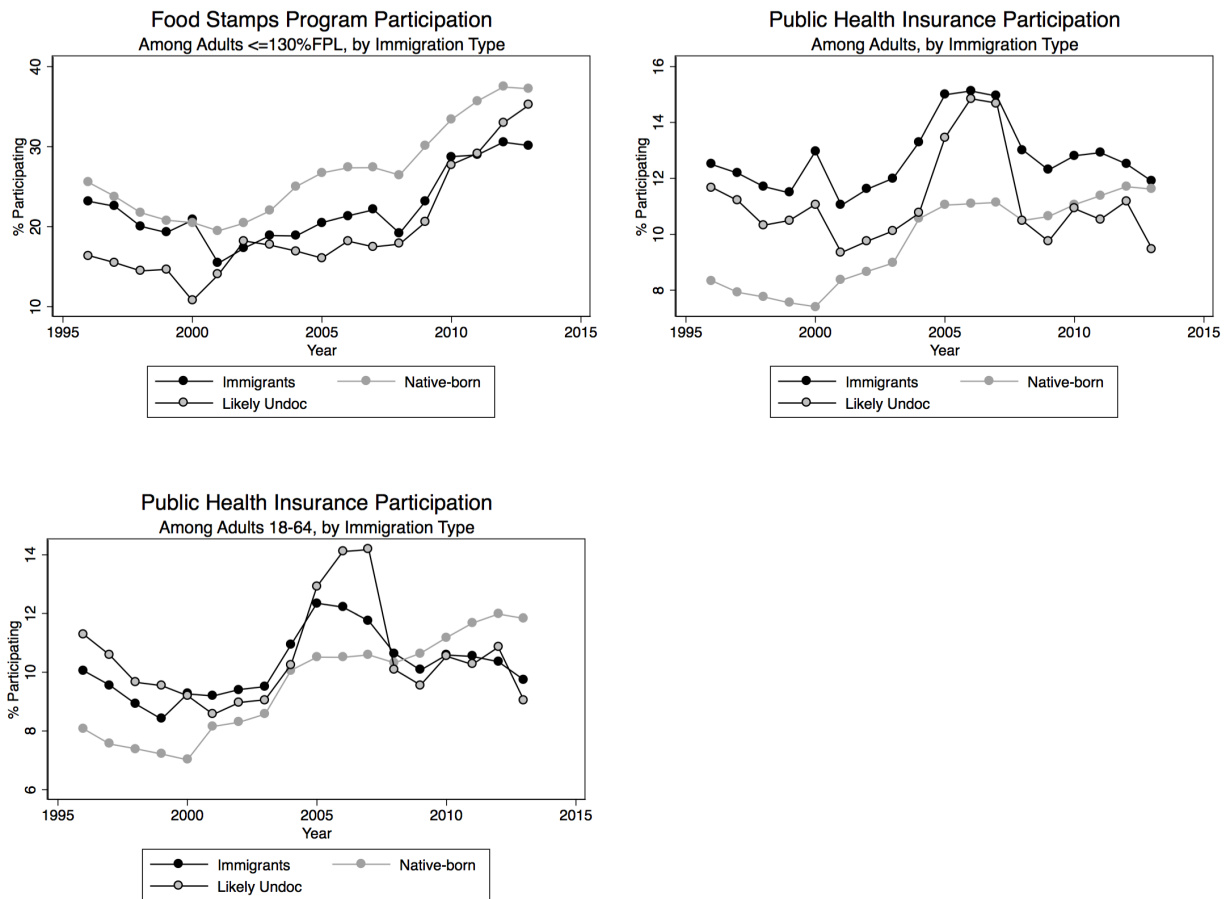 Food Stamps Program Participation
Among Adults <=130%FPL, by Immigration Type
% Participating
40
30
20
10
1995 2000 2005 2010 2015
Year
Immigrants Native-born
Likely Undoc
Public Health Insurance Participation
Among Adults, by Immigration Type
% Participating
16
14
12
10
8
1995 2000 2005 2010 2015
Year
Immigrants Native-born
Likely Undoc
Public Health Insurance Participation
Among Adults 18-64, by Immigration Type
% Participating
14
12
10
8
6
1995 2000 2005 2010 2015
Year
Immigrants Native-born
Likely Undoc